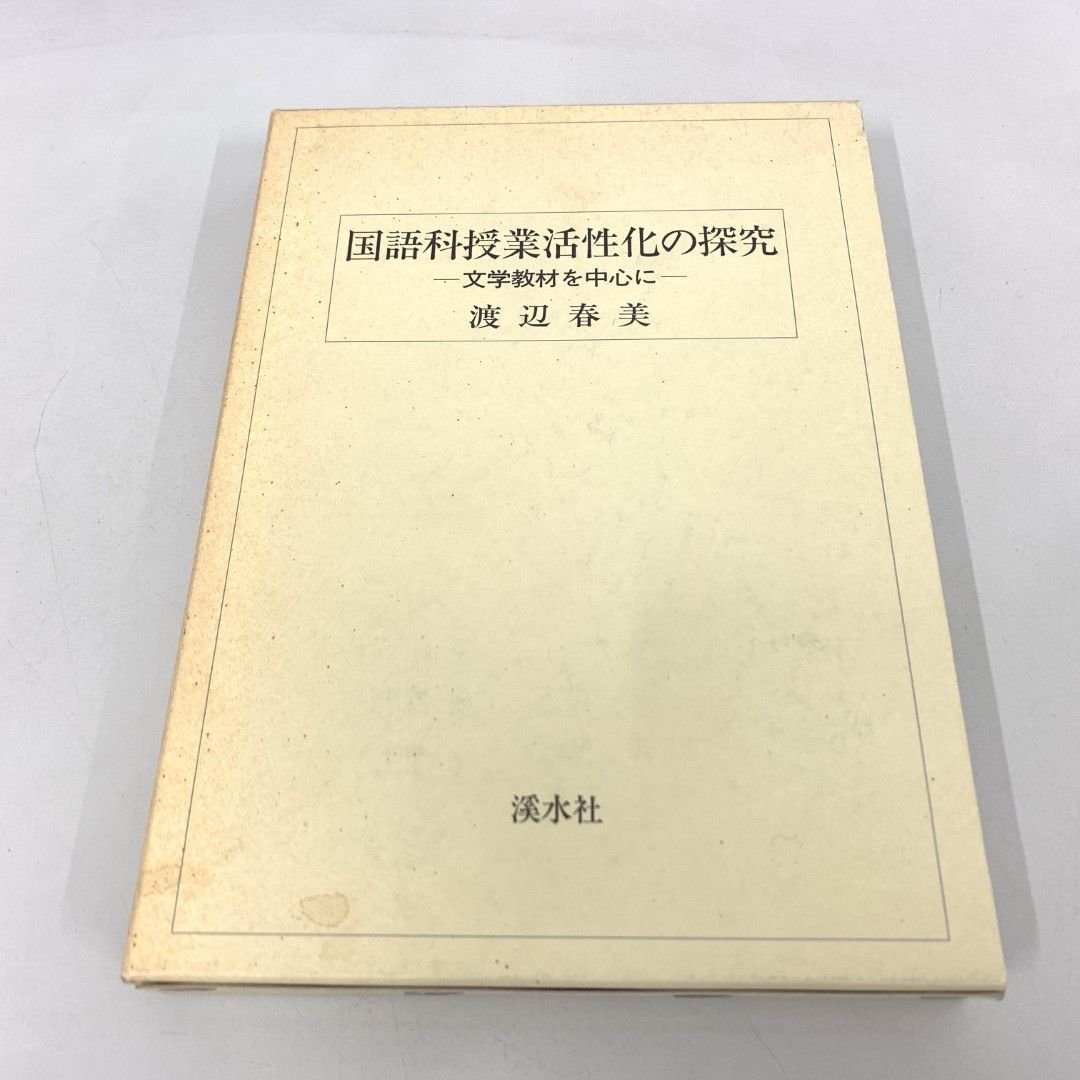 国語科授業活性化の探究
―文学教材を中心に―
渡辺春美
溪水社